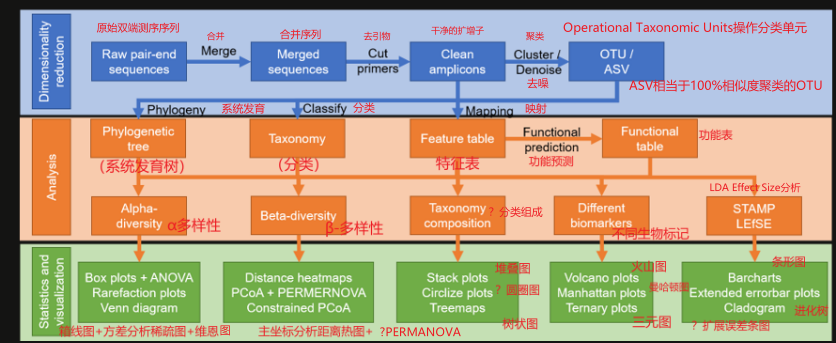 原始双端测序序列
合并
合并序列
去引物
干净的扩增子
聚类
Operational Taxonomic Units操作分类单元
Dimensionality
reduction
Raw pair-end
sequences
Merge
Merged
sequences
Cut
primers
Clean
amplicons
Cluster /
Denoise
去噪
OTU /
ASV
ASV相当于100%相似度聚类的OTU
Phylogeny
系统发育
Classify
分类
Mapping
映射
Analysis
Phylogenetic
tree
(系统发育树)
Taxonomy
(分类)
Feature table
特征表
Functional
prediction
功能预测
Functional
table
功能表
LDA Effect Size分析
Alpha-
diversity
α多样性
Beta-diversity
β-多样性
Taxonomy
composition
? 分类组成
Different
biomarkers
不同生物标记
STAMP
LEfSE
Statistics and
visualization
Box plots + ANOVA
Rarefaction plots
Venn diagram
箱线图+方差分析稀疏图+维恩图
Distance heatmaps
PCoA + PERMERNOVA
Constrained PCoA
主坐标分析距离热图+ ?PERMANOVA
堆叠图
Stack plots
Circlize plots
Treemaps
? 圆圈图
树状图
火山图
Volcano plots
Manhattan plots
Ternary plots
曼哈顿图
三元图
条形图
Barcharts
Extended errorbar plots
Cladogram
进化树
? 扩展误差条图